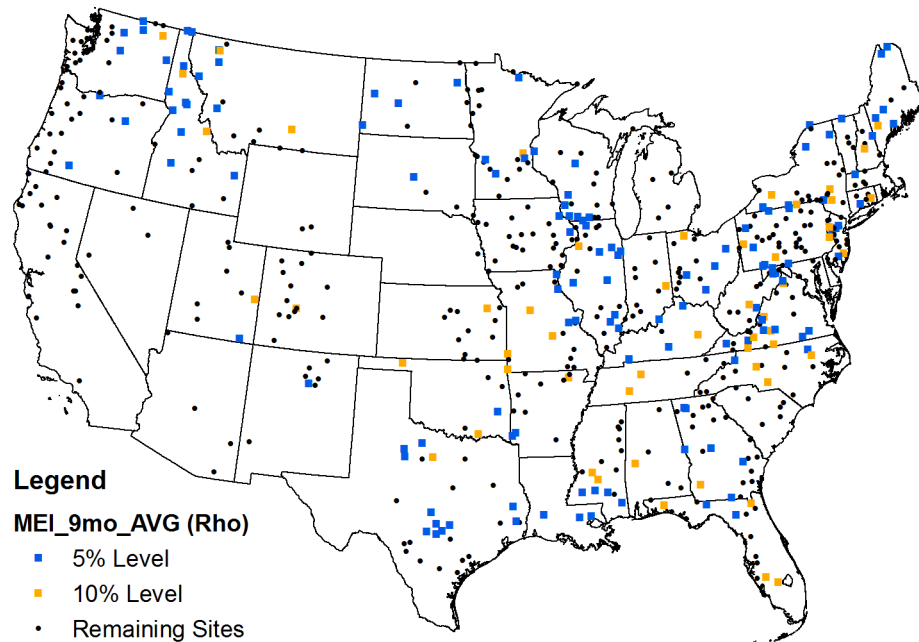 Legend
MEI_9mo_AVG (Rho)
5% Level
10% Level
Remaining Sites